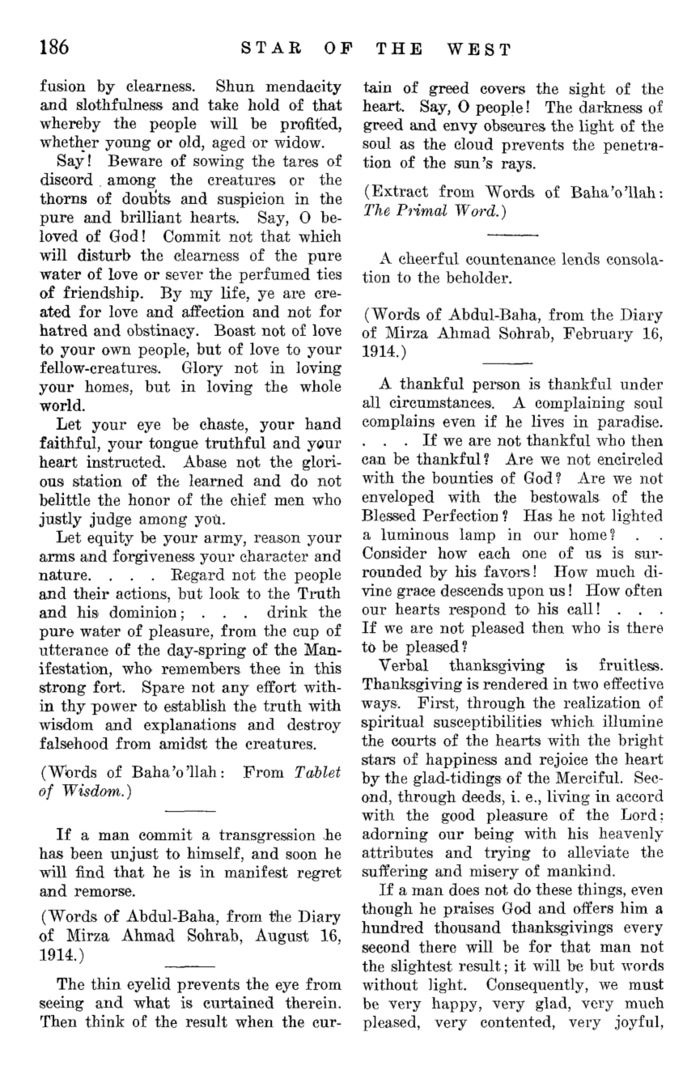 186
STAR OF THE WEST
fusion by clearness. Shun mendacity
and slothfulness and take hold of that
whereby the people will be profited,
whether young or old, aged or widow.
Say! Beware of sowing the tares of
discord among the creatures or the
thorns of doubts and suspicion in the
pure and brilliant hearts. Say, O be-
loved of God! Commit not that which
will disturb the clearness of the pure
water of love or sever the perfumed ties
of friendship. By my life, ye are cre-
ated for love and affection and not for
hatred and obstinacy. Boast not of love
to your own people, but of love to your
fellow-creatures. Glory not in loving
your homes, but in loving the whole
world.
Let your eye be chaste, your hand
faithful, your tongue truthful and your
heart instructed. Abase not the glori-
ous station of the learned and do not
belittle the honor of the chief men who
justly judge among you.
Let equity be your army, reason your
arms and forgiveness your character and
nature. . . . Regard not the people
and their actions, but look to the Truth
and his dominion; . . . drink the
pure water of pleasure, from the cup of
utterance of the day-spring of the Man-
ifestation, who remembers thee in this
strong fort. Spare not any effort with-
in thy power to establish the truth with
wisdom and explanations and destroy
falsehood from amidst the creatures.
(Words of Baha'o'llah: From Tablet
of Wisdom.)
If a man commit a transgression he
has been unjust to himself, and soon he
will find that he is in manifest regret
and remorse.
(Words of Abdul-Baha, from the Diary
of Mirza Ahmad Sohrab, August 16,
1914.)
The thin eyelid prevents the eye from
seeing and what is curtained therein.
Then think of the result when the cur-
tain of greed covers the sight of the
heart. Say, O people! The darkness of
greed and envy obscures the light of the
soul as the cloud prevents the penetra-
tion of the sun's rays.
(Extract from Words of Baha'o'llah:
The Primal Word.)
A cheerful countenance lends consola-
tion to the beholder.
(Words of Abdul-Baha, from the Diary
of Mirza Ahmad Sohrab, February 16,
1914.)
A thankful person is thankful under
all circumstances. A complaining soul
complains even if he lives in paradise.
. . . If we are not thankful who then
can be thankful? Are we not encircled
with the bounties of God? Are we not
enveloped with the bestowals of the
Blessed Perfection? Has he not lighted
a luminous lamp in our home? . .
Consider how each one of us is sur-
rounded by his favors! How much di-
vine grace descends upon us! How often
our hearts respond to his call! . . .
If we are not pleased then who is there
to be pleased?
Verbal thanksgiving is fruitless.
Thanksgiving is rendered in two effective
ways. First, through the realization of
spiritual susceptibilities which illumine
the courts of the hearts with the bright
stars of happiness and rejoice the heart
by the glad-tidings of the Merciful. Sec-
ond, through deeds, i. e., living in accord
with the good pleasure of the Lord;
adorning our being with his heavenly
attributes and trying to alleviate the
suffering and misery of mankind.
If a man does not do these things, even
though he praises God and offers him a
hundred thousand thanksgivings every
second there will be for that man not
the slightest result; it will be but words
without light. Consequently, we must
be very happy, very glad, very much
pleased, very contented, very joyful,